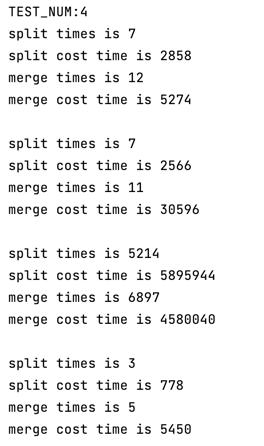 TEST_NUM:4
split times is 7
split cost time is 2858
merge times is 12
merge cost time is 5274
split times is 7
split cost time is 2566
merge times is 11
merge cost time is 30596
split times is 5214
split cost time is 5895944
merge times is 6897
merge cost time is 4580040
split times is 3
split cost time is 778
merge times is 5
merge cost time is 5450